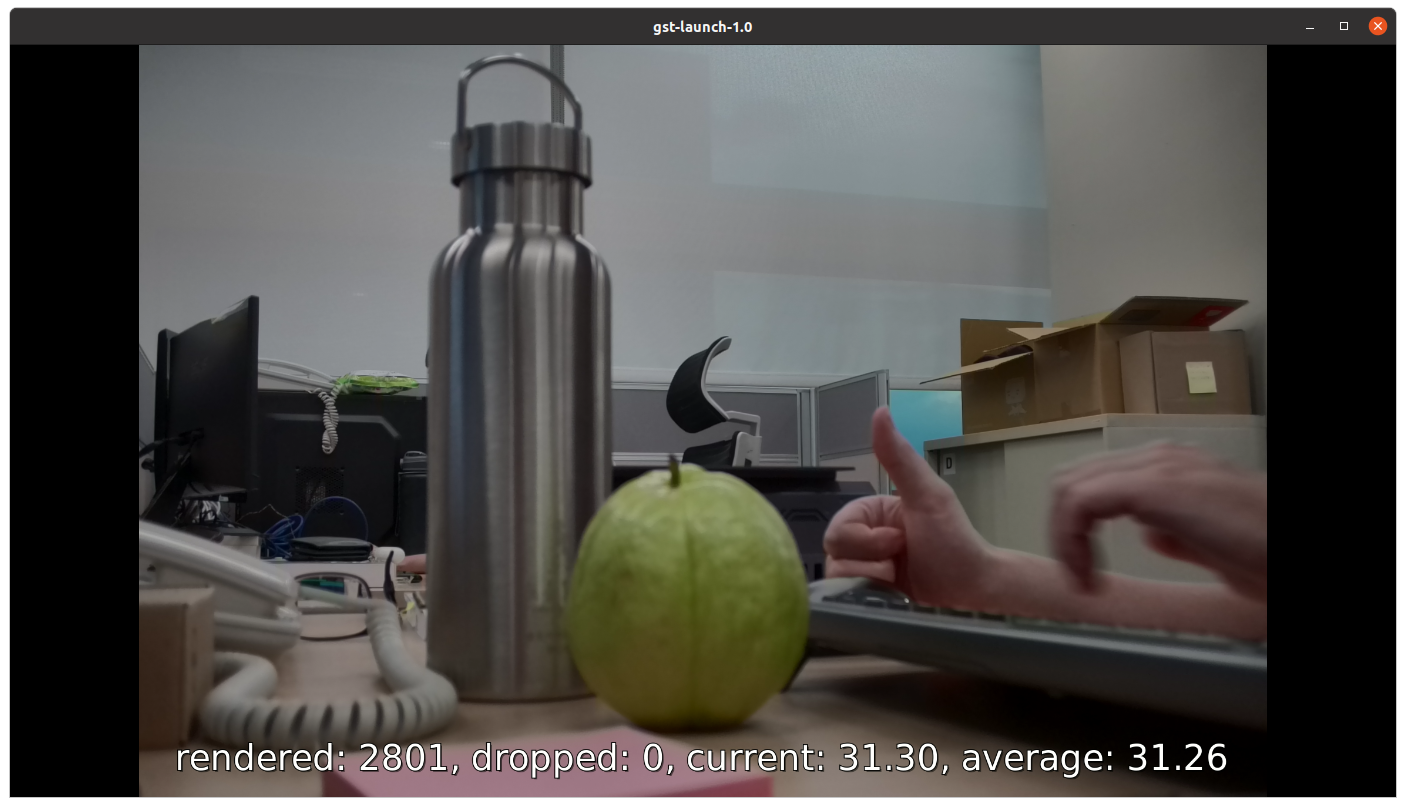 gst-launch-1.0
D
rendered: 2801, dropped: 0, current: 31.30, average: 31.26